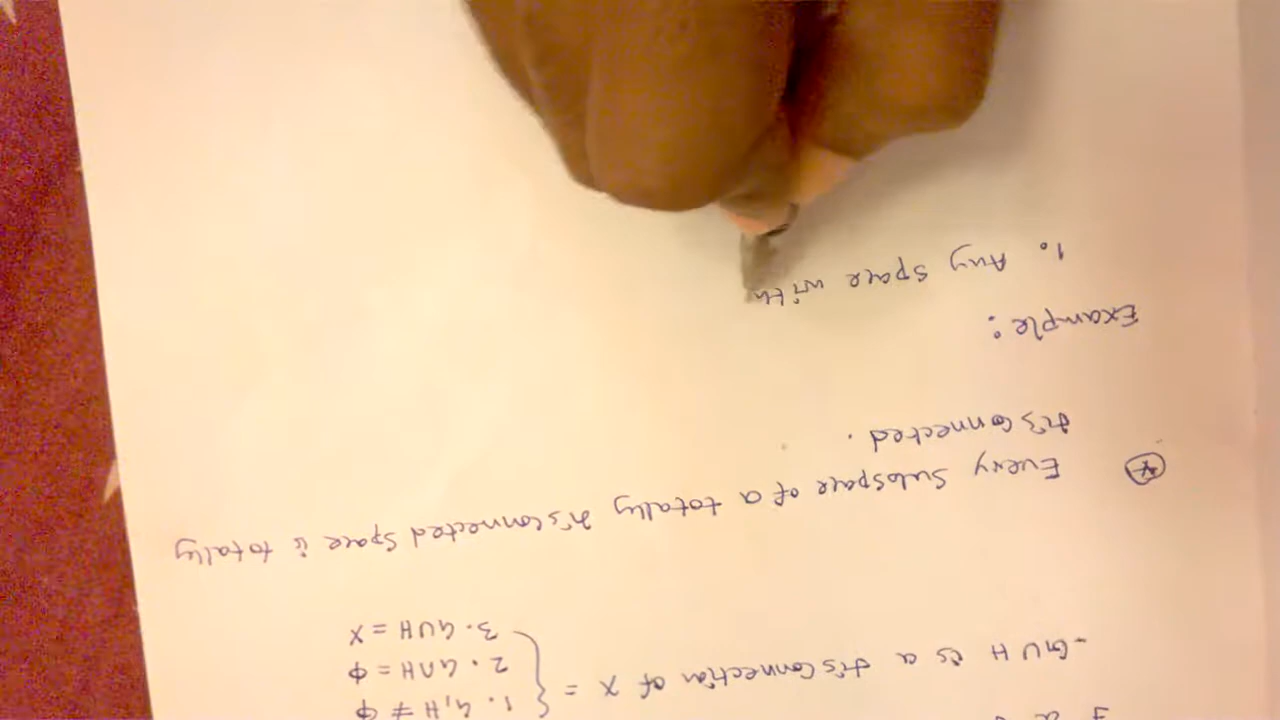 - G U H is a disconnection of X = { 1. G, H ≠ φ
2. G ∩ H = φ
3. G U H = X
* Every Subspace of a totally disconnected space is totally
disconnected.
Example:
1. Any space with